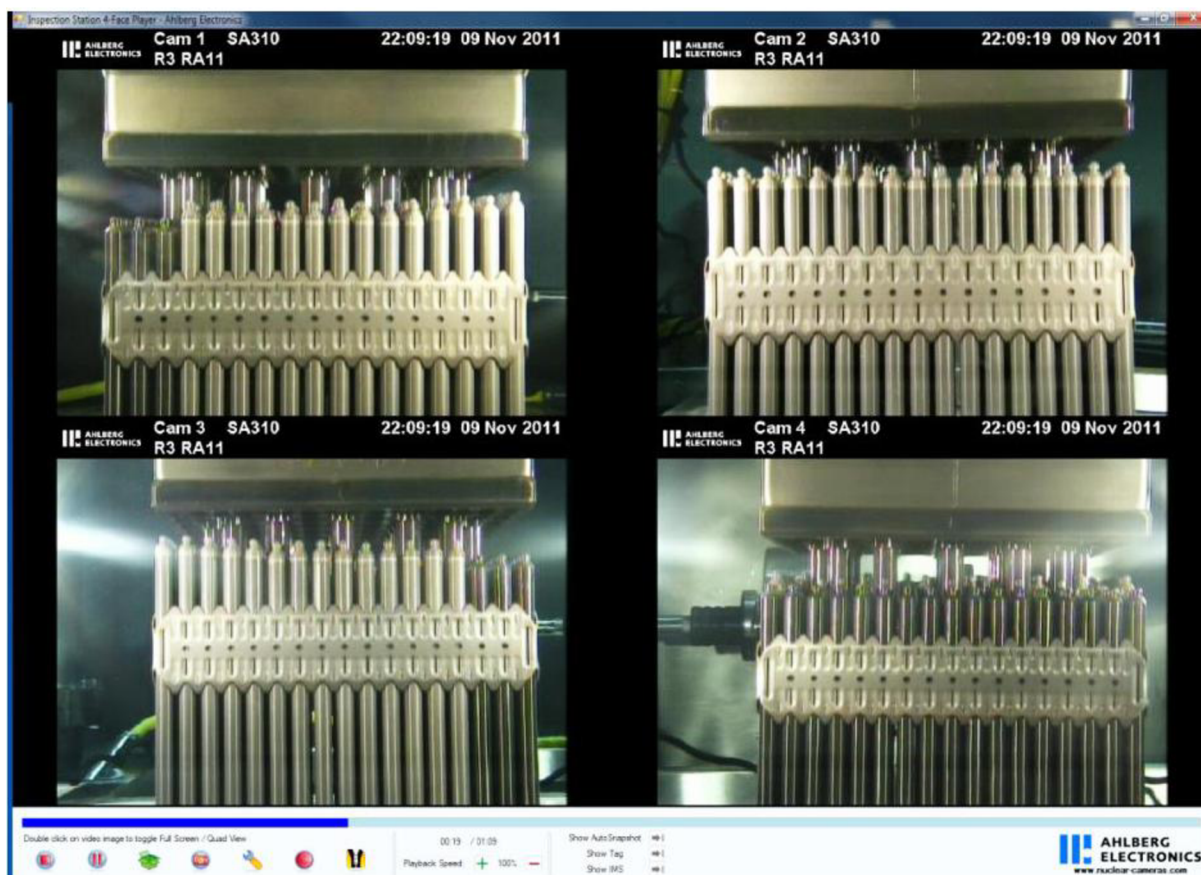 Inspection Station 4-Face Player - Ahlberg Electronics
AHLBERG ELECTRONICS
Cam 1 SA310 22:09:19 09 Nov 2011
R3 RA11
AHLBERG ELECTRONICS
Cam 2 SA310 22:09:19 09 Nov 2011
R3 RA11
AHLBERG ELECTRONICS
Cam 3 SA310 22:09:19 09 Nov 2011
R3 RA11
AHLBERG ELECTRONICS
Cam 4 SA310 22:09:19 09 Nov 2011
R3 RA11
Double click on video image to toggle Full Screen / Quad View
00:19 / 01:09
Playback Speed + 100% -
Show AutoSnapshot
Show Tag
Show IMS
AHLBERG
ELECTRONICS
www.nuclear-cameras.com